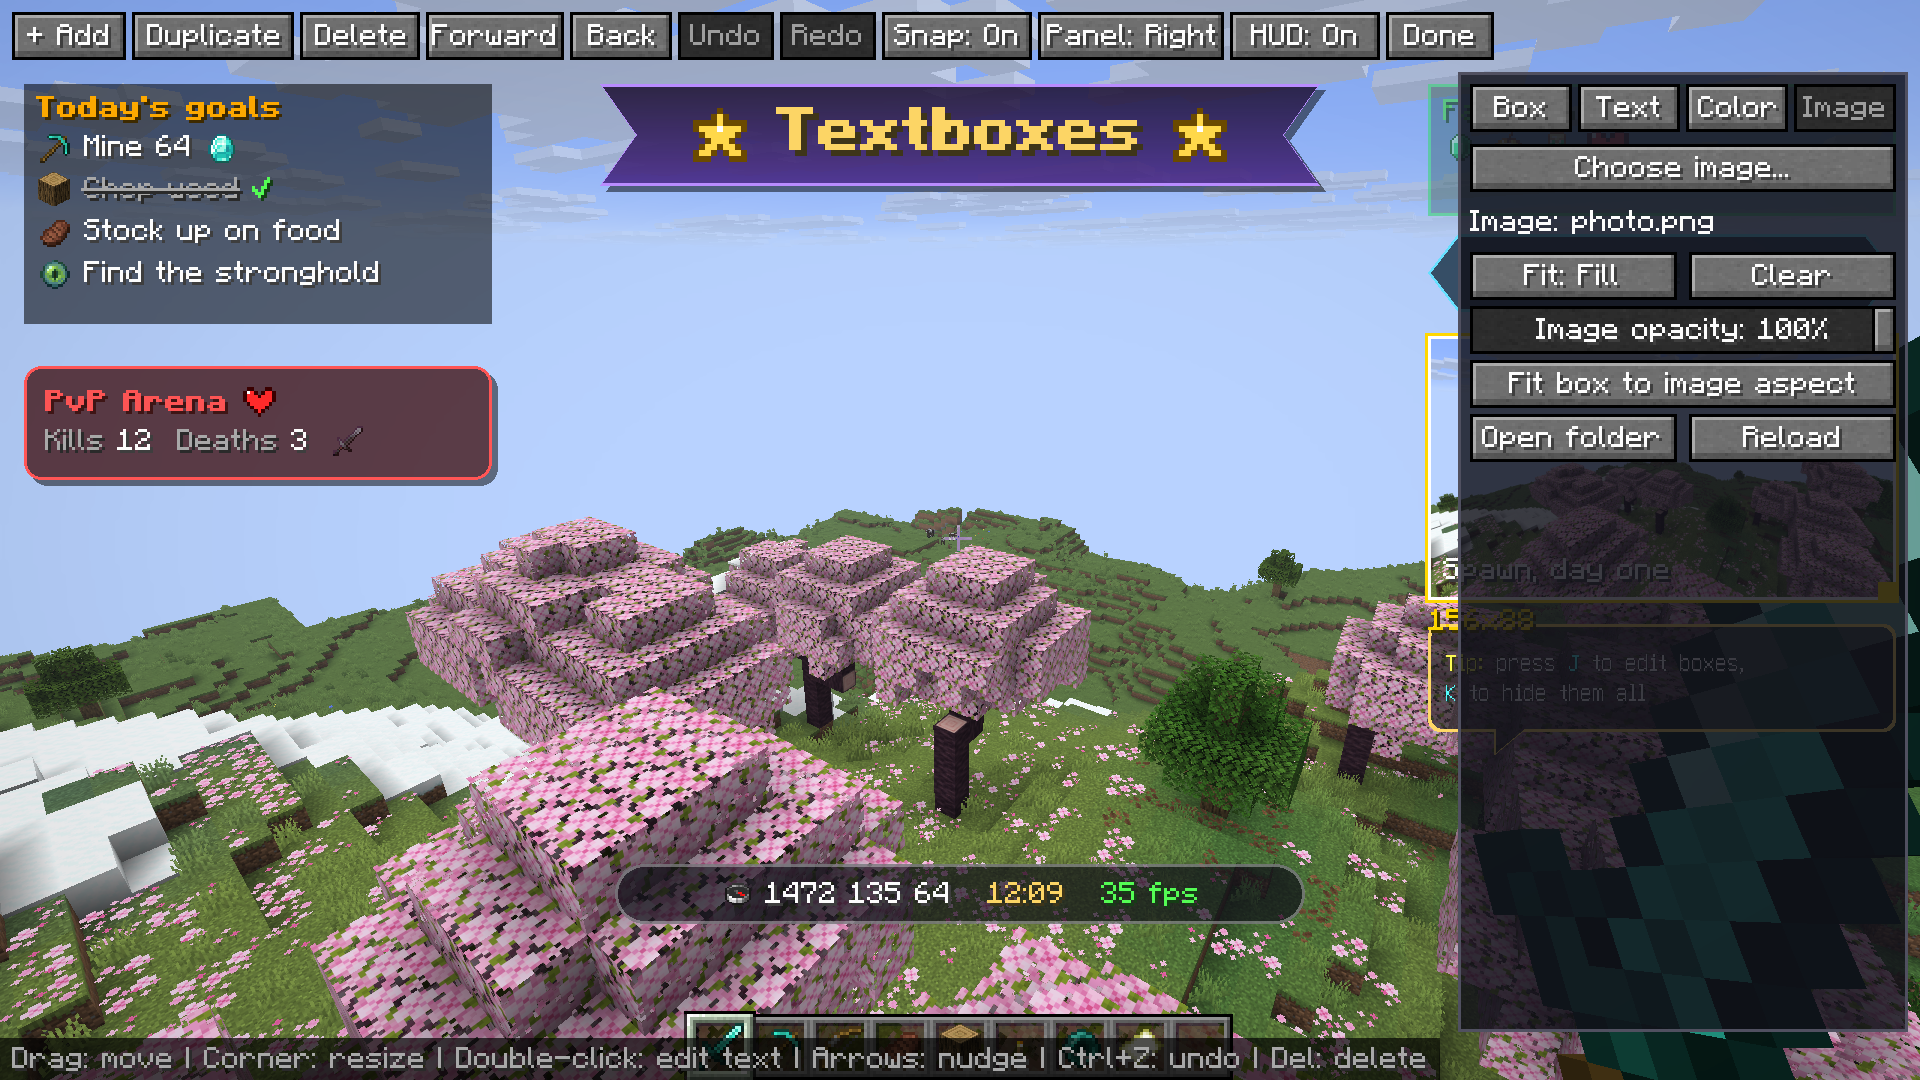 + Add Duplicate Delete Forward Back Undo Redo Snap: On Panel: Right HUD: On Done
Today's goals
Mine 64
Chop wood
Stock up on food
Find the stronghold
PvP Arena
Kills 12 Deaths 3
Textboxes
Box Text Color Image
Choose image...
Image: photo.png
Fit: Fill Clear
Image opacity: 100%
Fit box to image aspect
Open folder Reload
Spawn, day one
Tip: press J to edit boxes,
K to hide them all
1472 135 64 12:09 35 fps
Drag: move | Corner: resize | Double-click: edit text | Arrows: nudge | Ctrl+Z: undo | Del: delete